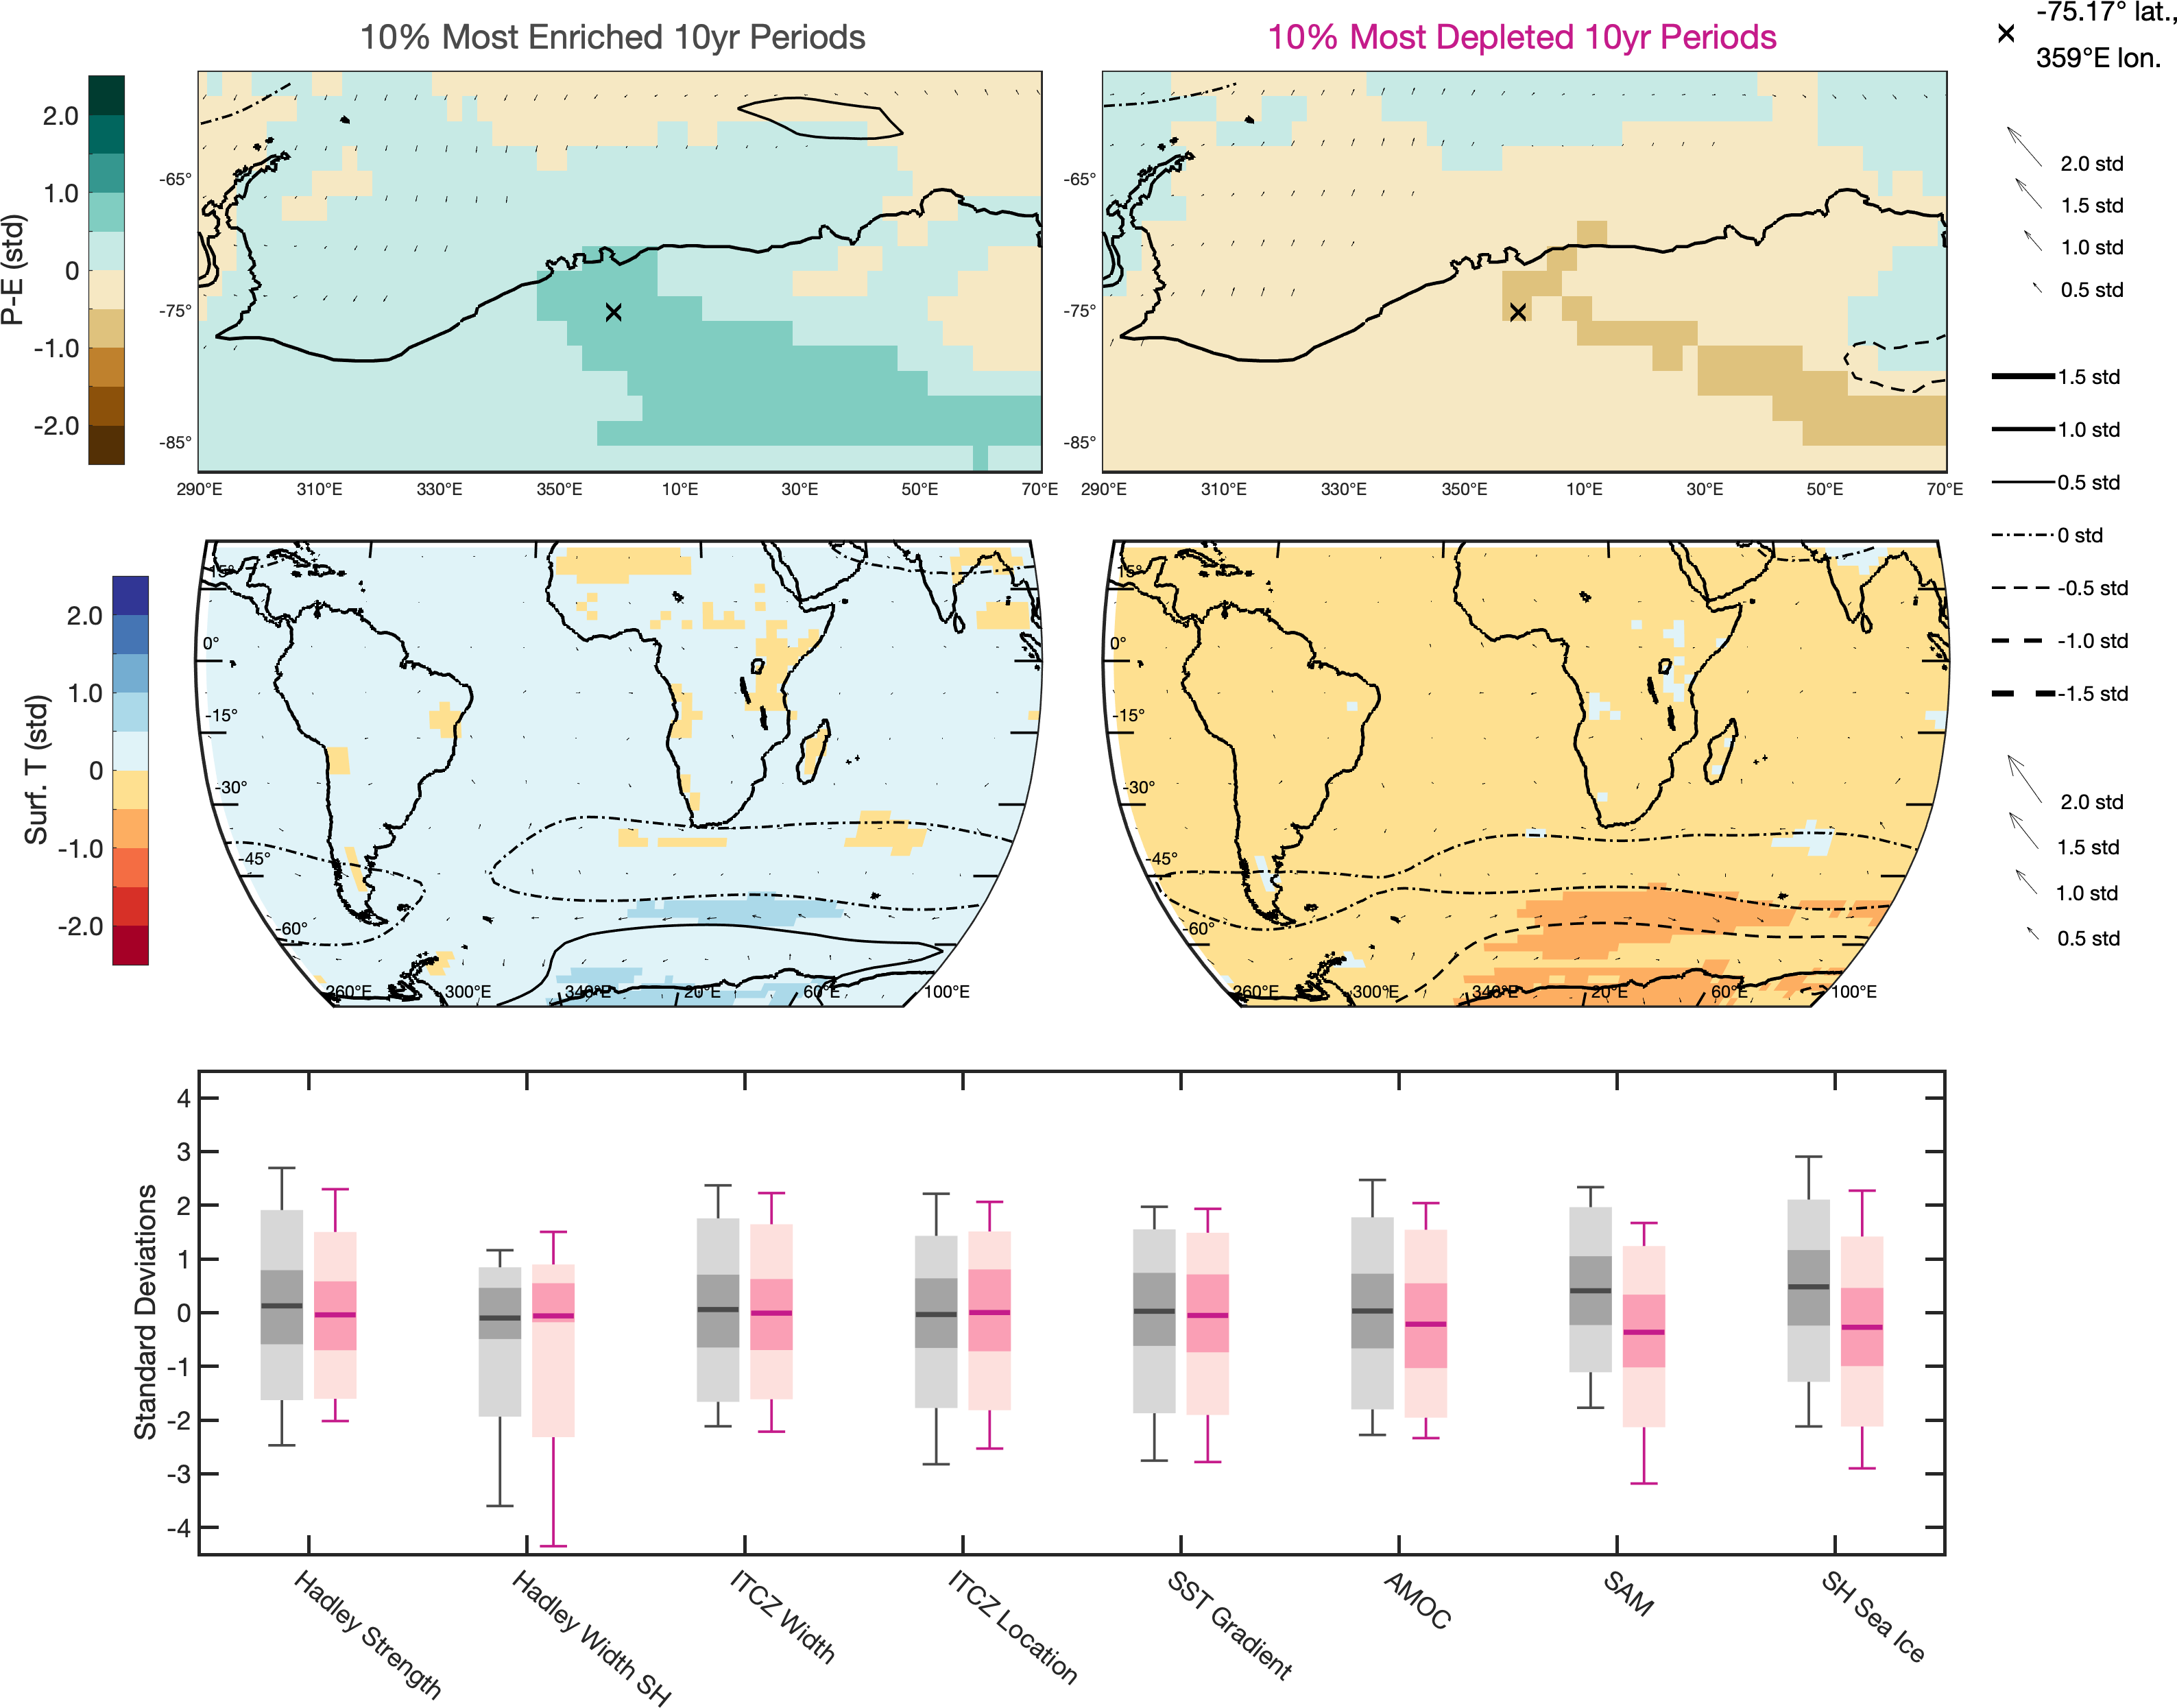 10% Most Enriched 10yr Periods
10% Most Depleted 10yr Periods
-75.17° lat.,
359°E lon.
P-E (std)
2.0
1.0
0
-1.0
-2.0
-65°
-75°
-85°
290°E 310°E 330°E 350°E 10°E 30°E 50°E 70°E
-65°
-75°
-85°
290°E 310°E 330°E 350°E 10°E 30°E 50°E 70°E
2.0 std
1.5 std
1.0 std
0.5 std
1.5 std
1.0 std
0.5 std
0 std
-0.5 std
-1.0 std
-1.5 std
2.0 std
1.5 std
1.0 std
0.5 std
Surf. T (std)
2.0
1.0
0
-1.0
-2.0
15°
0°
-15°
-30°
-45°
-60°
260°E 300°E 340°E 20°E 60°E 100°E
15°
0°
-15°
-30°
-45°
-60°
260°E 300°E 340°E 20°E 60°E 100°E
Standard Deviations
4
3
2
1
0
-1
-2
-3
-4
Hadley Strength
Hadley Width SH
ITCZ Width
ITCZ Location
SST Gradient
AMOC
SAM
SH Sea Ice